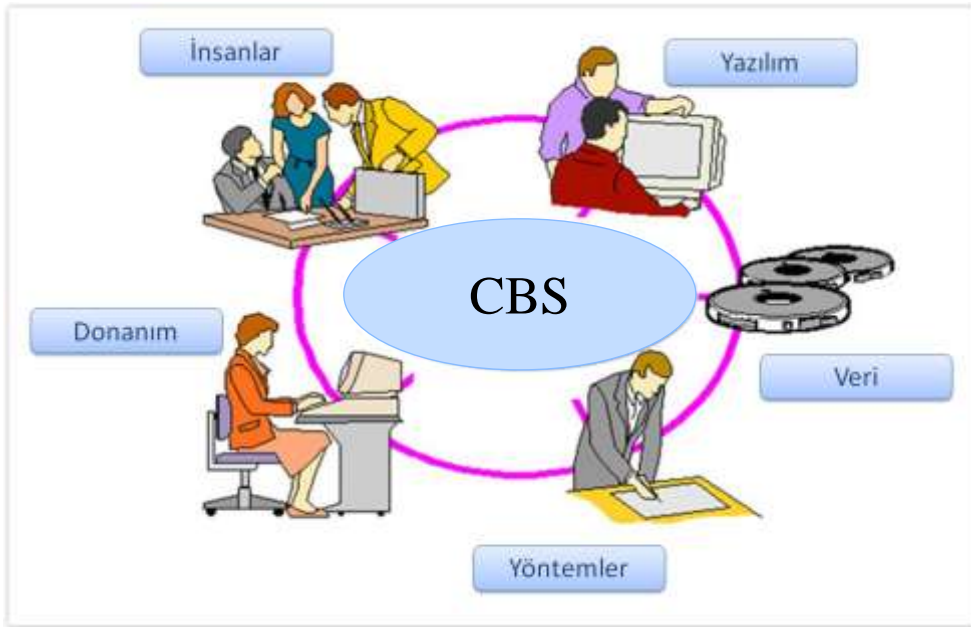 İnsanlar
Yazılım
CBS
Donanım
Veri
Yöntemler